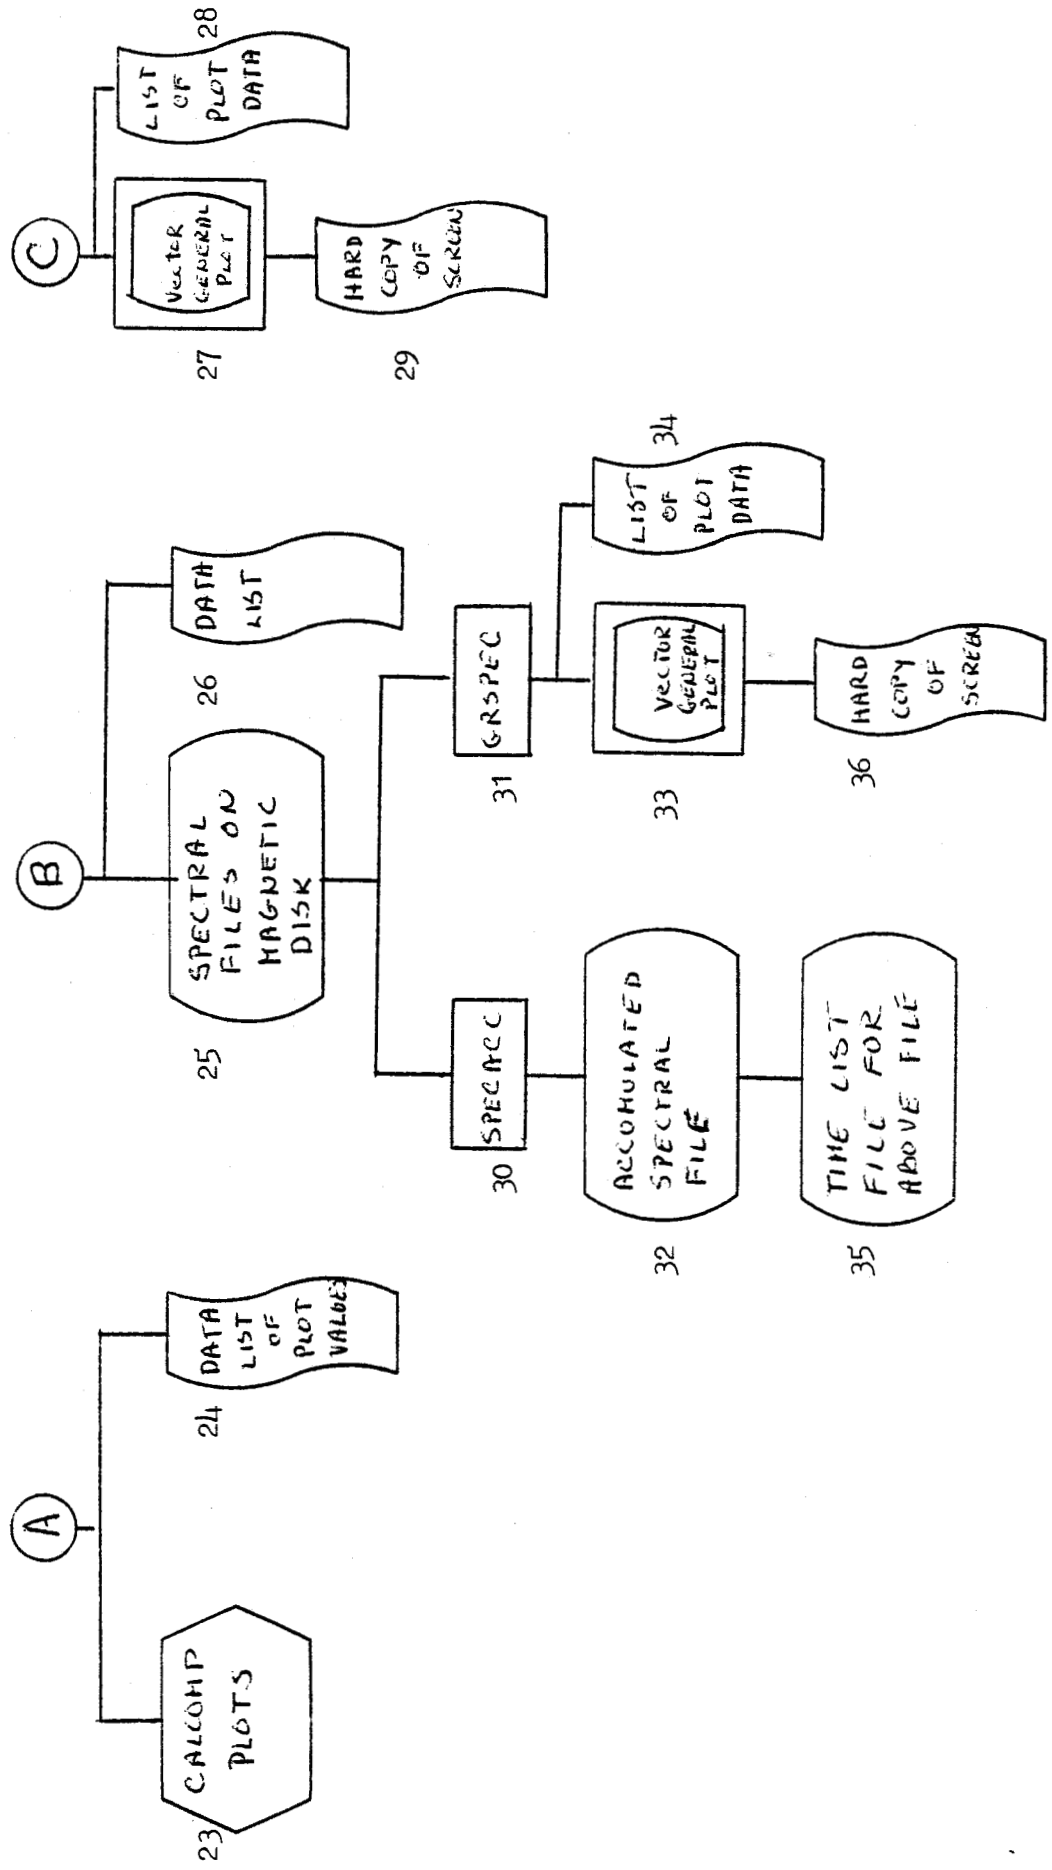 A
23
CALCOMP
PLOTS
24
DATA
LIST
OF
PLOT
VALUES
B
25
SPECTRAL
FILES ON
MAGNETIC
DISK
26
DATA
LIST
30
SPECACC
31
GRSPEC
32
ACCOMULATED
SPECTRAL
FILE
33
VECTOR
GENERAL
PLOT
34
LIST
OF
PLOT
DATA
35
TIME LIST
FILE FOR
ABOVE FILE
36
HARD
COPY
OF
SCREEN
C
27
VECTOR
GENERAL
PLOT
28
LIST
OF
PLOT
DATA
29
HARD
COPY
OF
SCREEN